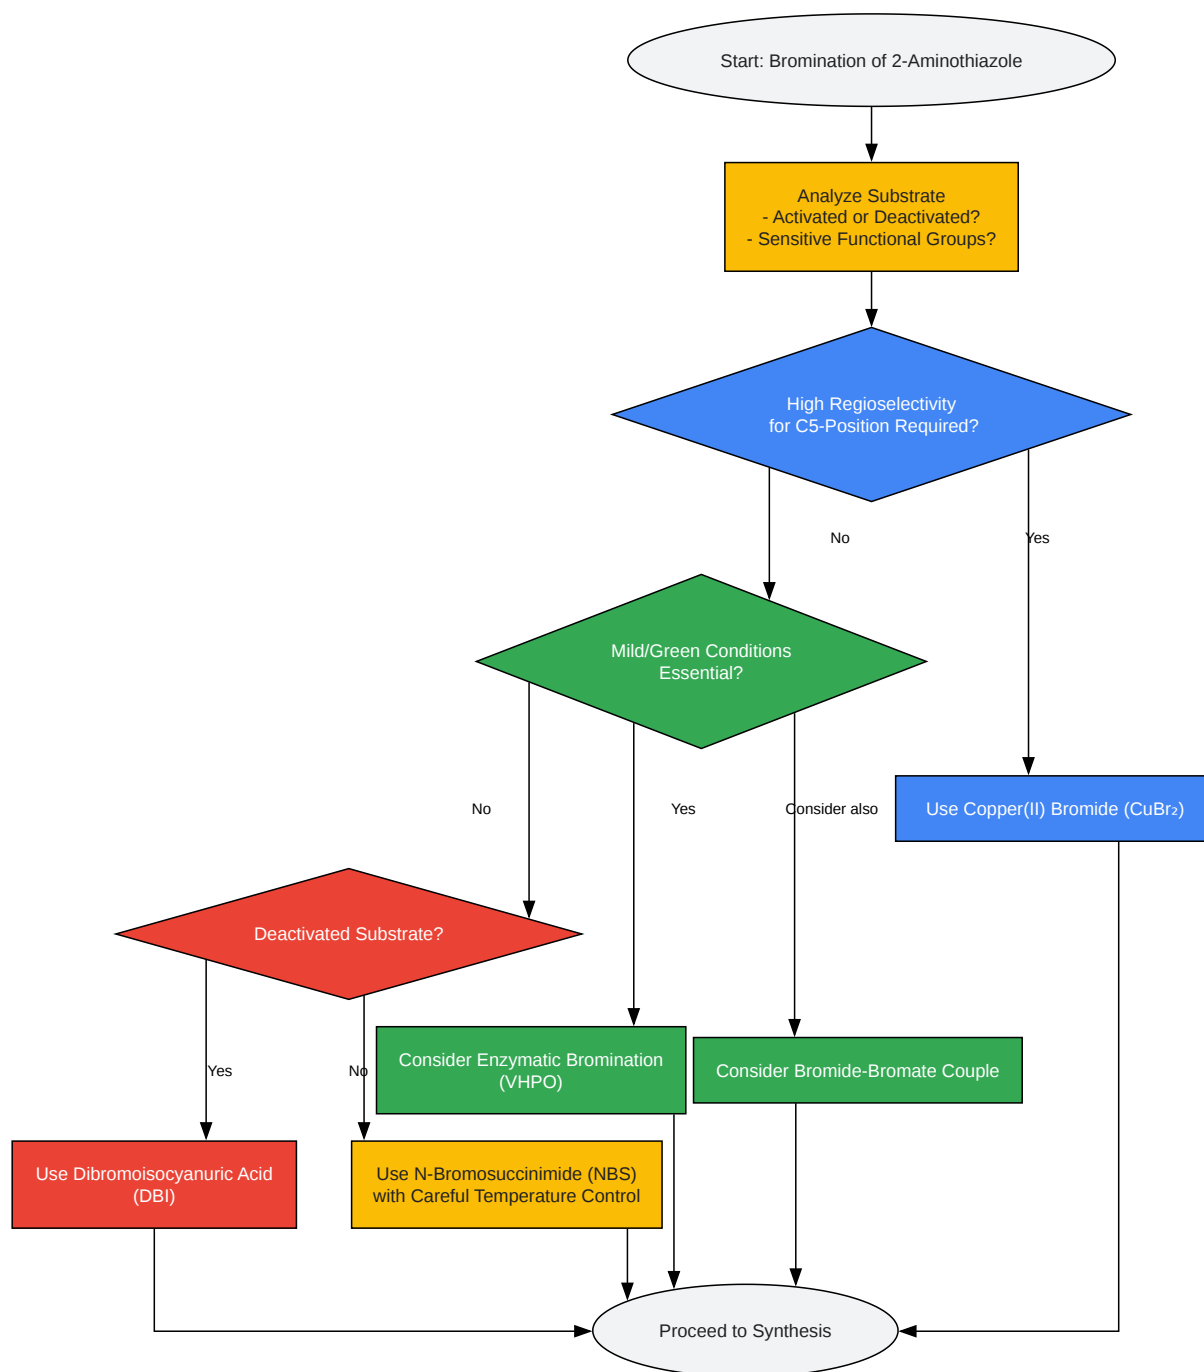 Start: Bromination of 2-Aminothiazole
Analyze Substrate
- Activated or Deactivated?
- Sensitive Functional Groups?
High Regioselectivity
for C5-Position Required?
No
Yes
Mild/Green Conditions
Essential?
No
Yes
Consider also
Use Copper(II) Bromide (CuBr₂)
Deactivated Substrate?
Yes
No
Consider Enzymatic Bromination
(VHPO)
Consider Bromide-Bromate Couple
Use Dibromoisocyanuric Acid
(DBI)
Use N-Bromosuccinimide (NBS)
with Careful Temperature Control
Proceed to Synthesis